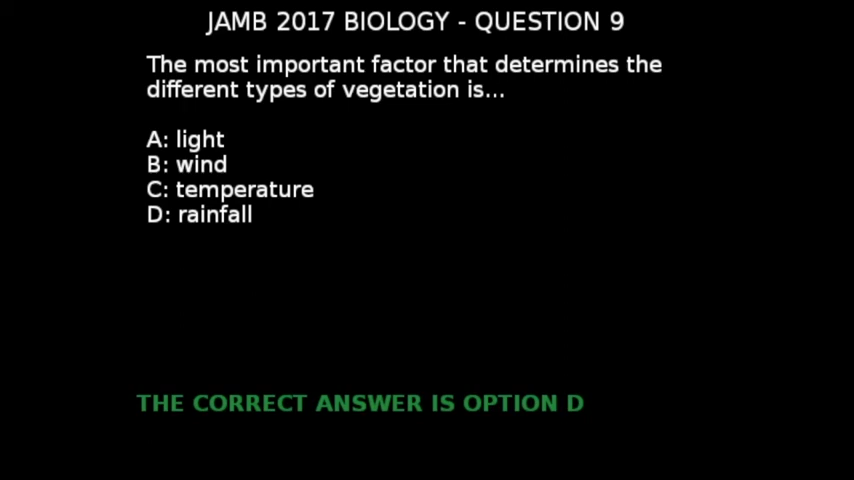 JAMB 2017 BIOLOGY - QUESTION 9
The most important factor that determines the
different types of vegetation is...
A: light
B: wind
C: temperature
D: rainfall
THE CORRECT ANSWER IS OPTION D